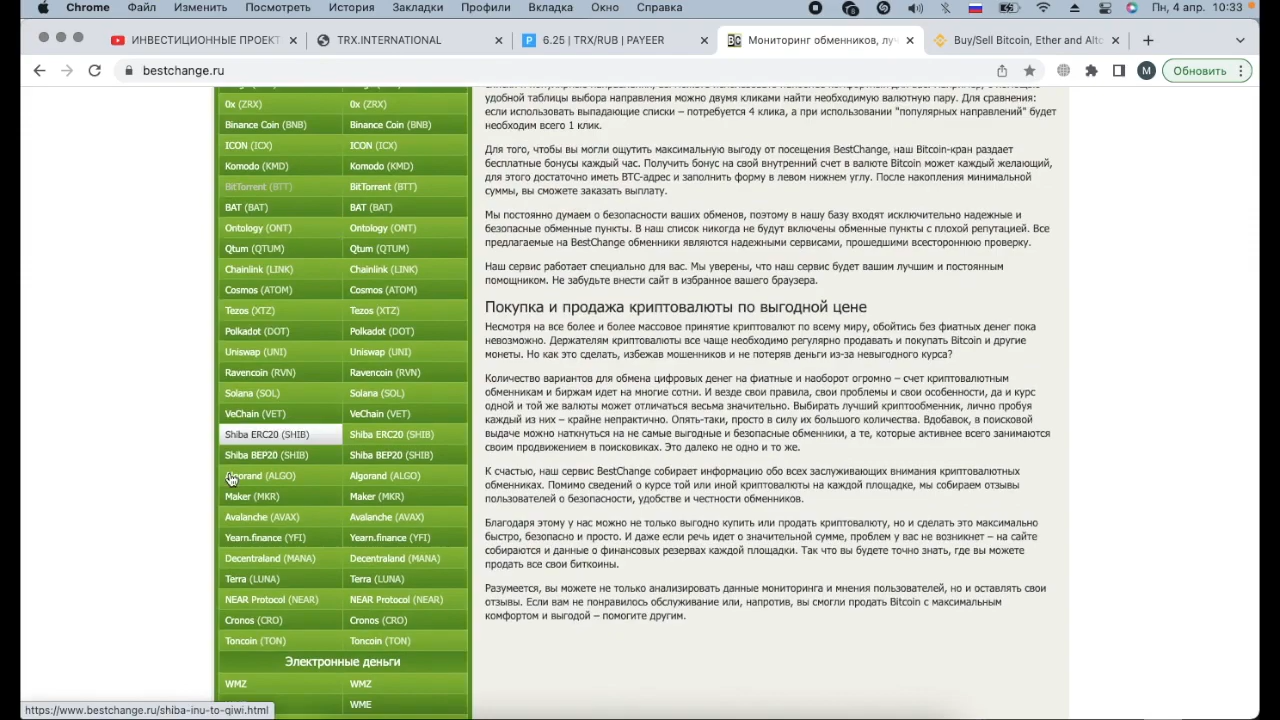 Chrome Файл Изменить Посмотреть История Закладки Профили Вкладка Окно Справка Пн, 4 апр. 10:33
ИНВЕСТИЦИОННЫЕ ПРОЕКТ TRX.INTERNATIONAL 6.25 | TRX/RUB | PAYEER Мониторинг обменников, луч Buy/Sell Bitcoin, Ether and Alto
bestchange.ru M Обновить
0x (ZRX) 0x (ZRX)
Binance Coin (BNB) Binance Coin (BNB)
ICON (ICX) ICON (ICX)
Komodo (KMD) Komodo (KMD)
BitTorrent (BTT) BitTorrent (BTT)
BAT (BAT) BAT (BAT)
Ontology (ONT) Ontology (ONT)
Qtum (QTUM) Qtum (QTUM)
Chainlink (LINK) Chainlink (LINK)
Cosmos (ATOM) Cosmos (ATOM)
Tezos (XTZ) Tezos (XTZ)
Polkadot (DOT) Polkadot (DOT)
Uniswap (UNI) Uniswap (UNI)
Ravencoin (RVN) Ravencoin (RVN)
Solana (SOL) Solana (SOL)
VeChain (VET) VeChain (VET)
Shiba ERC20 (SHIB) Shiba ERC20 (SHIB)
Shiba BEP20 (SHIB) Shiba BEP20 (SHIB)
Algorand (ALGO) Algorand (ALGO)
Maker (MKR) Maker (MKR)
Avalanche (AVAX) Avalanche (AVAX)
Yearn.finance (YFI) Yearn.finance (YFI)
Decentraland (MANA) Decentraland (MANA)
Terra (LUNA) Terra (LUNA)
NEAR Protocol (NEAR) NEAR Protocol (NEAR)
Cronos (CRO) Cronos (CRO)
Toncoin (TON) Toncoin (TON)
Электронные деньги
WMZ WMZ
WME
удобной таблицы выбора направления можно двумя кликами найти необходимую валютную пару. Для сравнения:
если использовать выпадающие списки – потребуется 4 клика, а при использовании "популярных направлений" будет
необходим всего 1 клик.
Для того, чтобы вы могли ощутить максимальную выгоду от посещения BestChange, наш Bitcoin-кран раздает
бесплатные бонусы каждый час. Получить бонус на свой внутренний счет в валюте Bitcoin может каждый желающий,
для этого достаточно иметь BTC-адрес и заполнить форму в левом нижнем углу. После накопления минимальной
суммы, вы сможете заказать выплату.
Мы постоянно думаем о безопасности ваших обменов, поэтому в нашу базу входят исключительно надежные и
безопасные обменные пункты. В наш список никогда не будут включены обменные пункты с плохой репутацией. Все
предлагаемые на BestChange обменники являются надежными сервисами, прошедшими всестороннюю проверку.
Наш сервис работает специально для вас. Мы уверены, что наш сервис будет вашим лучшим и постоянным
помощником. Не забудьте внести сайт в избранное вашего браузера.
Покупка и продажа криптовалюты по выгодной цене
Несмотря на все более и более массовое принятие криптовалют по всему миру, обойтись без фиатных денег пока
невозможно. Держателям криптовалюты все чаще необходимо регулярно продавать и покупать Bitcoin и другие
монеты. Но как это сделать, избежав мошенников и не потеряв деньги из-за невыгодного курса?
Количество вариантов для обмена цифровых денег на фиатные и наоборот огромно – счет криптовалютным
обменникам и биржам идет на многие сотни. И везде свои правила, свои проблемы и свои особенности, да и курс
одной и той же валюты может отличаться весьма значительно. Выбирать лучший криптообменник, лично пробуя
каждый из них – крайне непрактично. Опять-таки, просто в силу их большого количества. Вдобавок, в поисковой
выдаче можно наткнуться на не самые выгодные и безопасные обменники, а те, которые активнее всего занимаются
своим продвижением в поисковиках. Это далеко не одно и то же.
К счастью, наш сервис BestChange собирает информацию обо всех заслуживающих внимания криптовалютных
обменниках. Помимо сведений о курсе той или иной криптовалюты на каждой площадке, мы собираем отзывы
пользователей о безопасности, удобстве и честности обменников.
Благодаря этому у нас можно не только выгодно купить или продать криптовалюту, но и сделать это максимально
быстро, безопасно и просто. И даже если речь идет о значительной сумме, проблем у вас не возникнет – на сайте
собираются и данные о финансовых резервах каждой площадки. Так что вы будете точно знать, где вы можете
продать все свои биткоины.
Разумеется, вы можете не только анализировать данные мониторинга и мнения пользователей, но и оставлять свои
отзывы. Если вам не понравилось обслуживание или, напротив, вы смогли продать Bitcoin с максимальным
комфортом и выгодой – помогите другим.
https://www.bestchange.ru/shiba-inu-to-qiwi.html